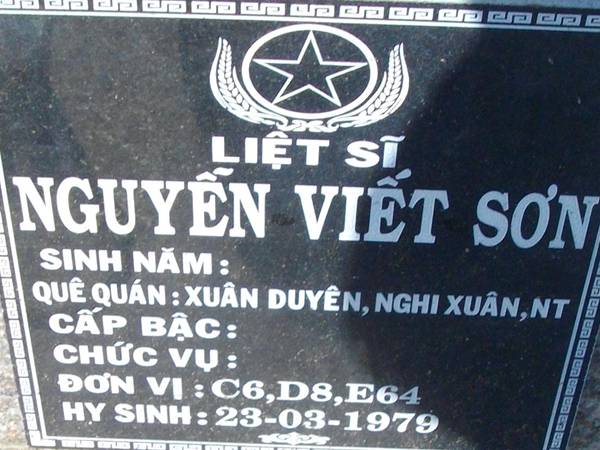 LIỆT SĨ
NGUYỄN VIẾT SƠN
SINH NĂM :
QUÊ QUÁN : XUÂN DUYÊN, NGHI XUÂN, NT
CẤP BẬC :
CHỨC VỤ :
ĐƠN VỊ : C6,D8,E64
HY SINH : 23-03-1979